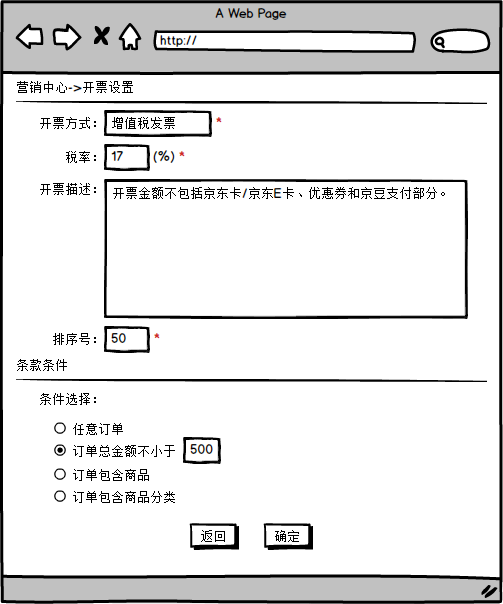 A Web Page
http://
营销中心->开票设置
开票方式： 增值税发票 *
税率： 17 (%) *
开票描述： 开票金额不包括京东卡/京东E卡、优惠券和京豆支付部分。
排序号： 50 *
条款条件
条件选择：
任意订单
订单总金额不小于 500
订单包含商品
订单包含商品分类
返回 确定